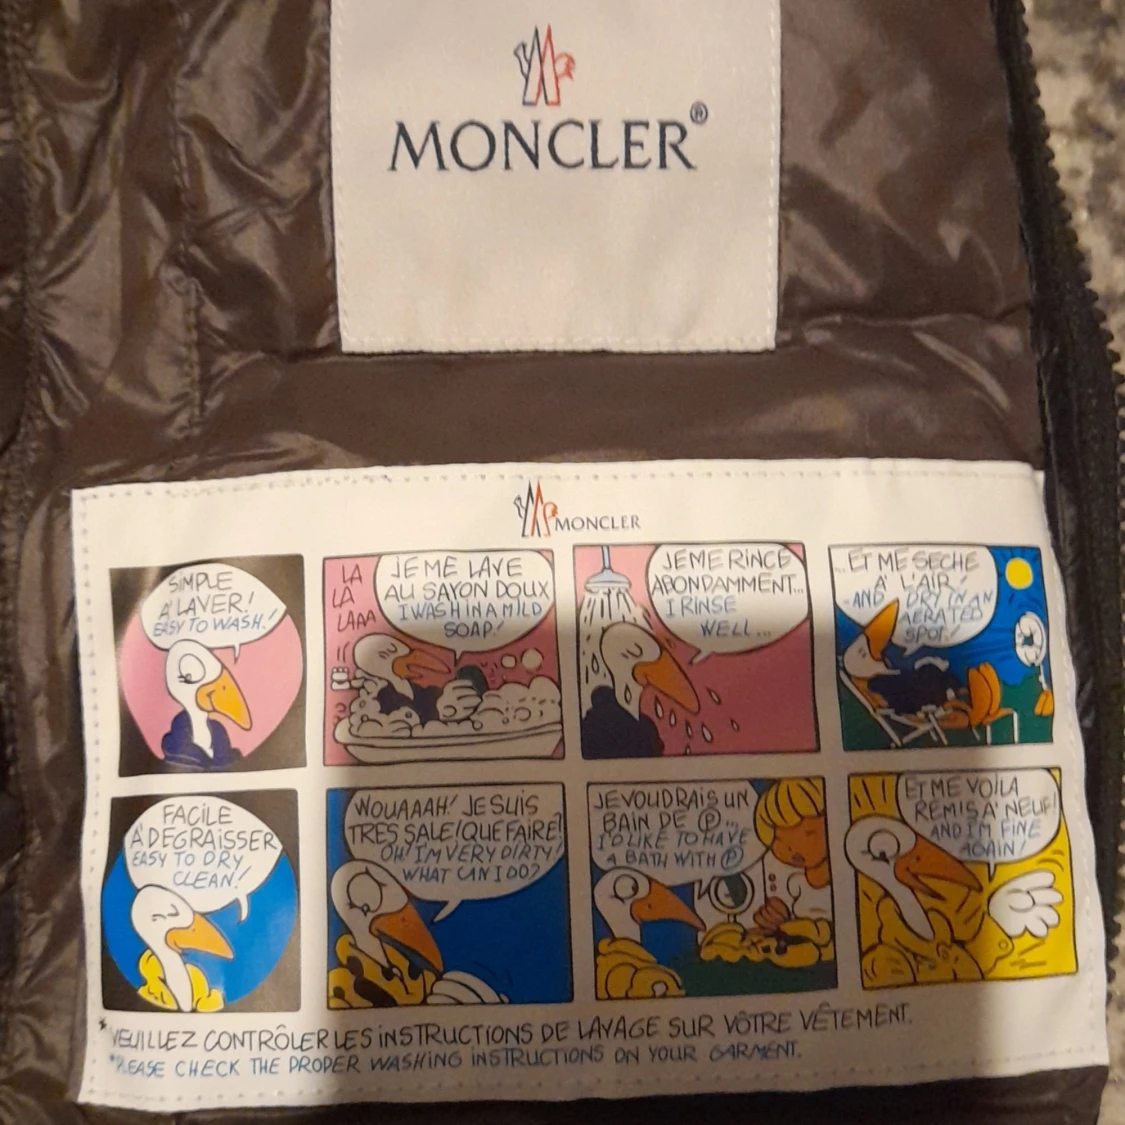 MONCLER®
MONCLER
SIMPLE
À LAVER!
EASY TO WASH!
LA
LA
LAAA
JE ME LAVE
AU SAVON DOUX
I WASH IN A MILD
SOAP!
JE ME RINCE
ABONDAMMENT...
I RINSE
WELL...
...ET ME SECHE
A' L'AIR!
-AND DRY IN AN
AERATED
SPOT!
FACILE
À DEGRAISSER
EASY TO DRY
CLEAN!
WOUAAAH! JE SUIS
TRES SALE! QUE FAIRE?
OH! I'M VERY DIRTY!
WHAT CAN I DO?
JE VOUDRAIS UN
BAIN DE Ⓟ...
I'D LIKE TO HAVE
A BATH WITH Ⓟ
ET ME VOILA
REMIS A' NEUF!
AND I'M FINE
AGAIN!
*VEUILLEZ CONTRÔLER LES INSTRUCTIONS DE LAVAGE SUR VÔTRE VÊTEMENT.
*PLEASE CHECK THE PROPER WASHING INSTRUCTIONS ON YOUR GARMENT.